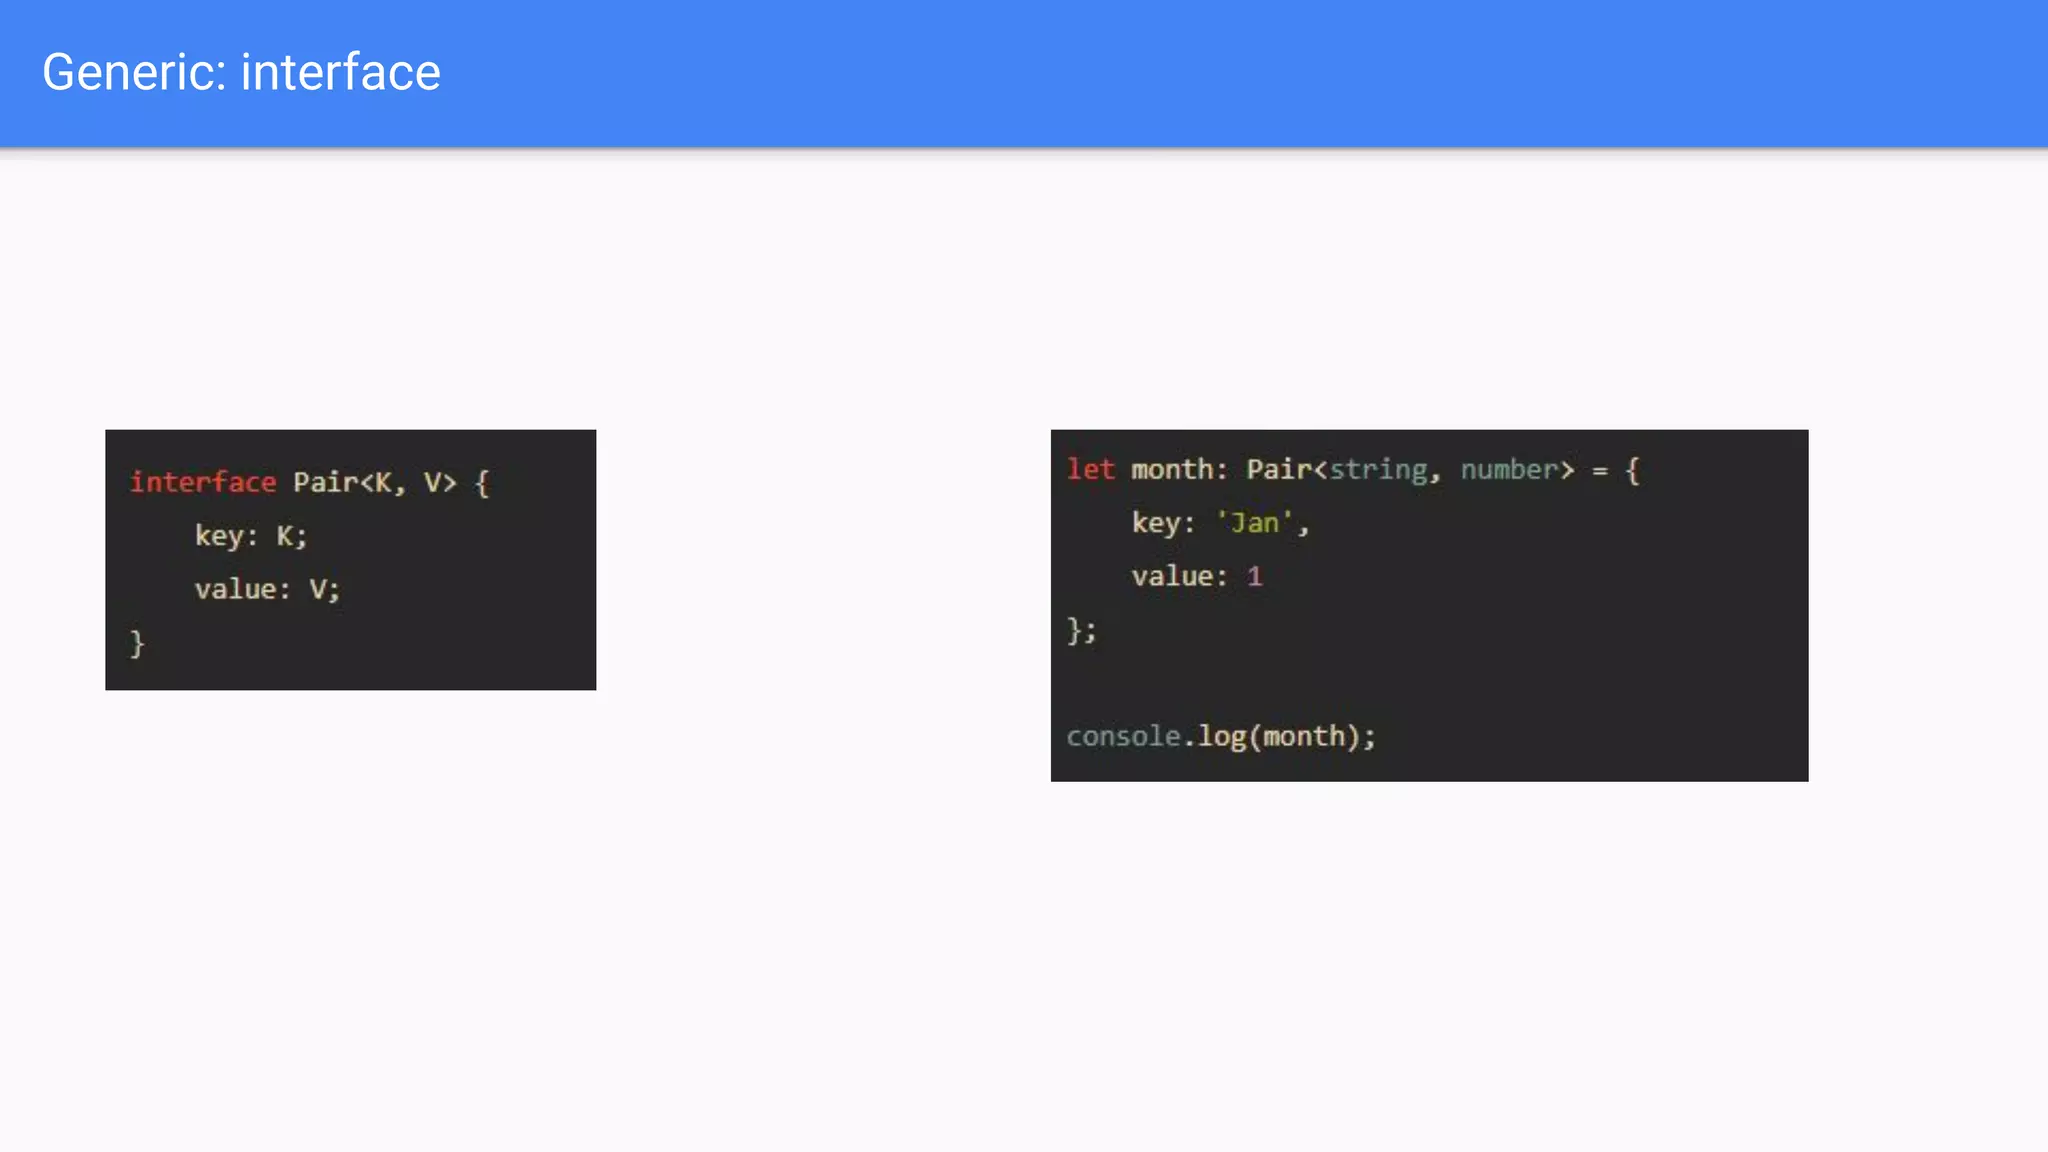 Generic: interface
interface Pair<K, V> {
    key: K;
    value: V;
}
let month: Pair<string, number> = {
    key: 'Jan',
    value: 1
};
console.log(month);